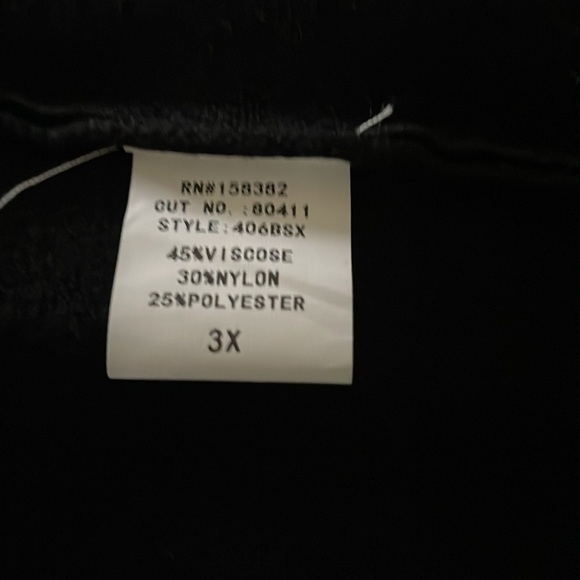 RN#158382
CUT NO. :80411
STYLE:406BSX
45%VISCOSE
30%NYLON
25%POLYESTER
3X